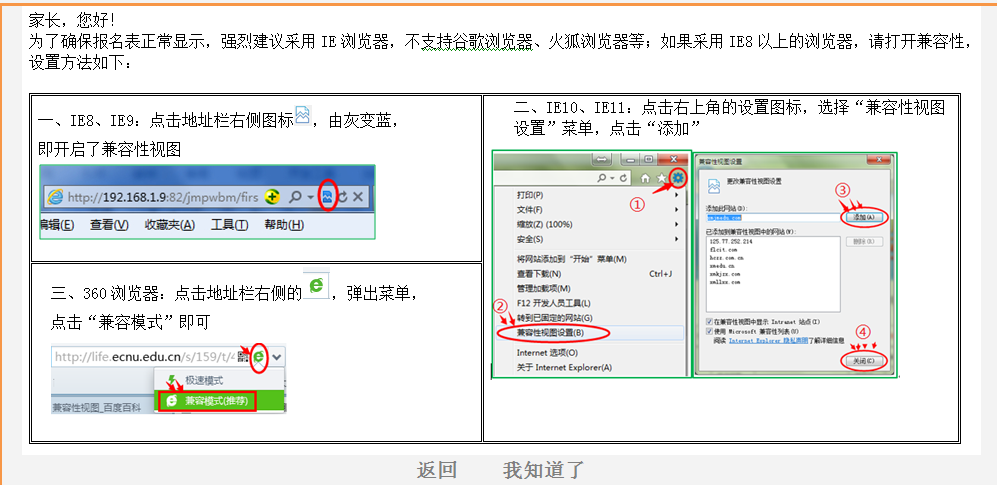 家长，您好！
为了确保报名表正常显示，强烈建议采用 IE 浏览器，不支持谷歌浏览器、火狐浏览器等；如果采用 IE8 以上的浏览器，请打开兼容性，
设置方法如下：
一、IE8、IE9：点击地址栏右侧图标，由灰变蓝，
即开启了兼容性视图
http://192.168.1.9:82/jmpwbm/firs
编辑(E) 查看(V) 收藏夹(A) 工具(T) 帮助(H)
二、IE10、IE11：点击右上角的设置图标，选择“兼容性视图
设置”菜单，点击“添加”
①
打印(P)
文件(F)
缩放(Z) (100%)
安全(S)
将网站添加到“开始”菜单(M)
查看下载(N) Ctrl+J
管理加载项(M)
F12 开发人员工具(L)
转到已固定的网站(G)
②
兼容性视图设置(B)
Internet 选项(O)
关于 Internet Explorer(A)
兼容性视图设置
更改兼容性视图设置
③
添加此网站(D):
添加(A)
已添加到兼容性视图中的网站(W):
125.77.252.214
flcit.com
hczz.com.cn
xmedu.cn
xmhjzx.com
xmllzx.com
删除(R)
在兼容性视图中显示 Intranet 站点(I)
使用 Microsoft 兼容性列表(U)
阅读 Internet Explorer 隐私声明了解详细信息
④
关闭(C)
三、360 浏览器：点击地址栏右侧的，弹出菜单，
点击“兼容模式”即可
http://life.ecnu.edu.cn/s/159/t/4
极速模式
兼容模式(推荐)
兼容性视图_百度百科
返回 我知道了